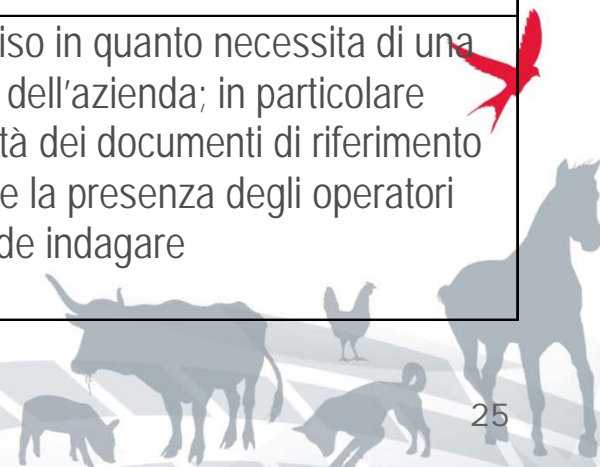 iso in quanto necessita di una
dell'azienda; in particolare
tà dei documenti di riferimento
e la presenza degli operatori
de indagare
25